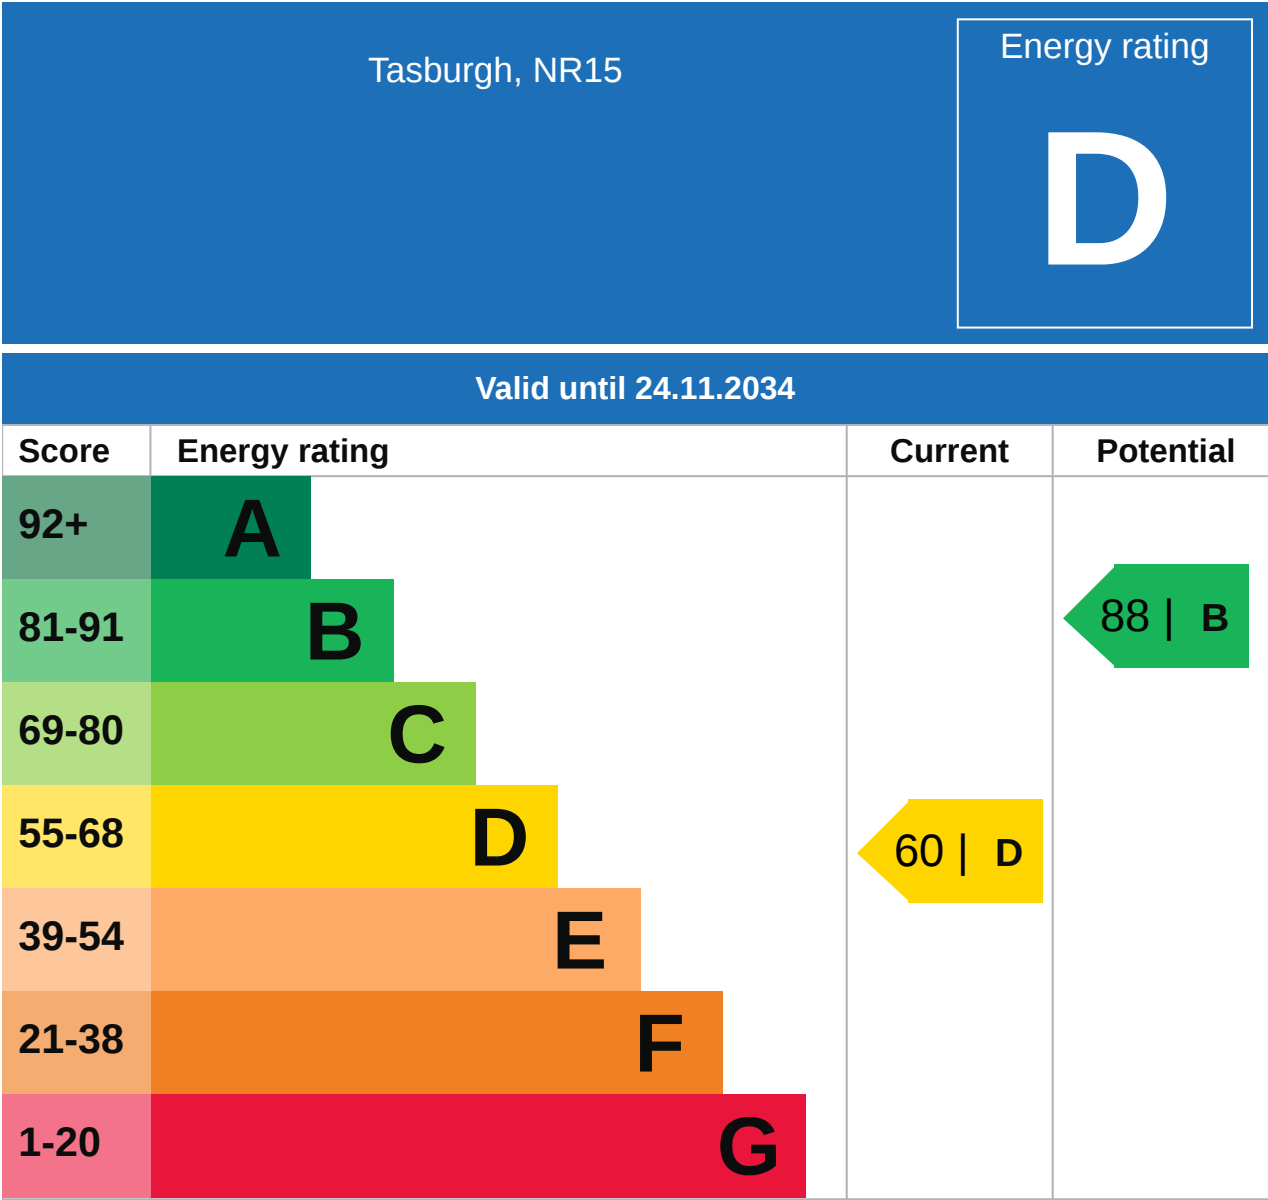 Tasburgh, NR15
Energy rating
D
Valid until 24.11.2034
Score Energy rating Current Potential
92+ A
81-91 B 88 | B
69-80 C
55-68 D 60 | D
39-54 E
21-38 F
1-20 G